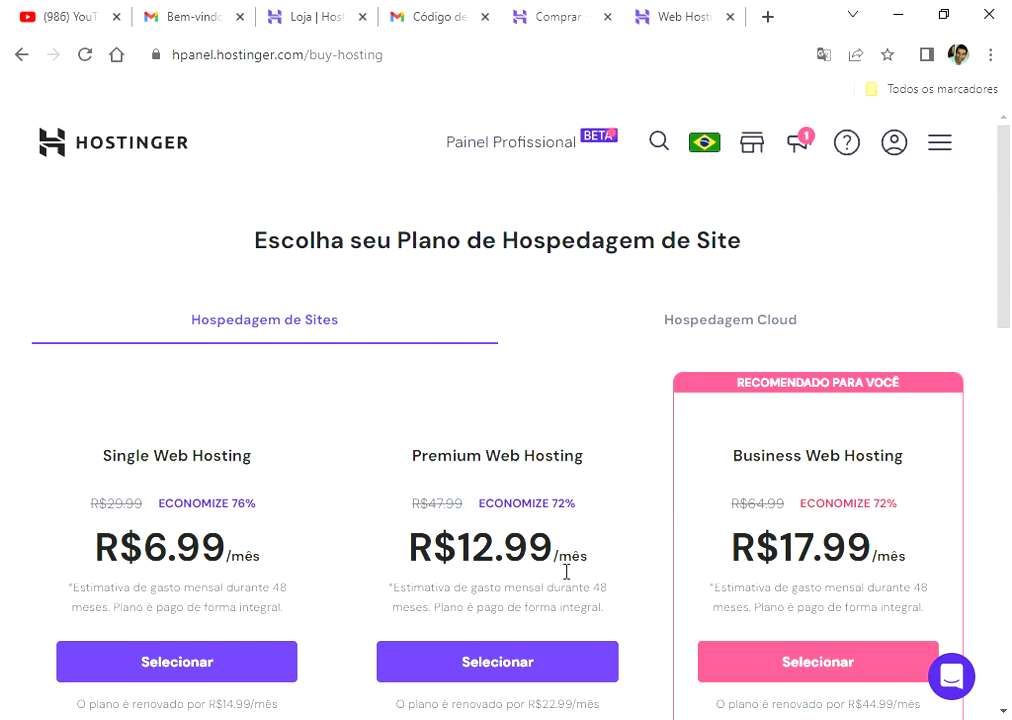 (986) YouT
Bem-vindo
Loja | Host
Código de
Comprar
Web Host
hpanel.hostinger.com/buy-hosting
Todos os marcadores
HOSTINGER
Painel Profissional BETA
1
Escolha seu Plano de Hospedagem de Site
Hospedagem de Sites
Hospedagem Cloud
RECOMENDADO PARA VOCÊ
Single Web Hosting
R$29.99 ECONOMIZE 76%
R$6.99/mês
*Estimativa de gasto mensal durante 48
meses. Plano é pago de forma integral.
Selecionar
O plano é renovado por R$14.99/mês
Premium Web Hosting
R$47.99 ECONOMIZE 72%
R$12.99/mês
*Estimativa de gasto mensal durante 48
meses. Plano é pago de forma integral.
Selecionar
O plano é renovado por R$22.99/mês
Business Web Hosting
R$64.99 ECONOMIZE 72%
R$17.99/mês
*Estimativa de gasto mensal durante 48
meses. Plano é pago de forma integral.
Selecionar
O plano é renovado por R$44.99/mês